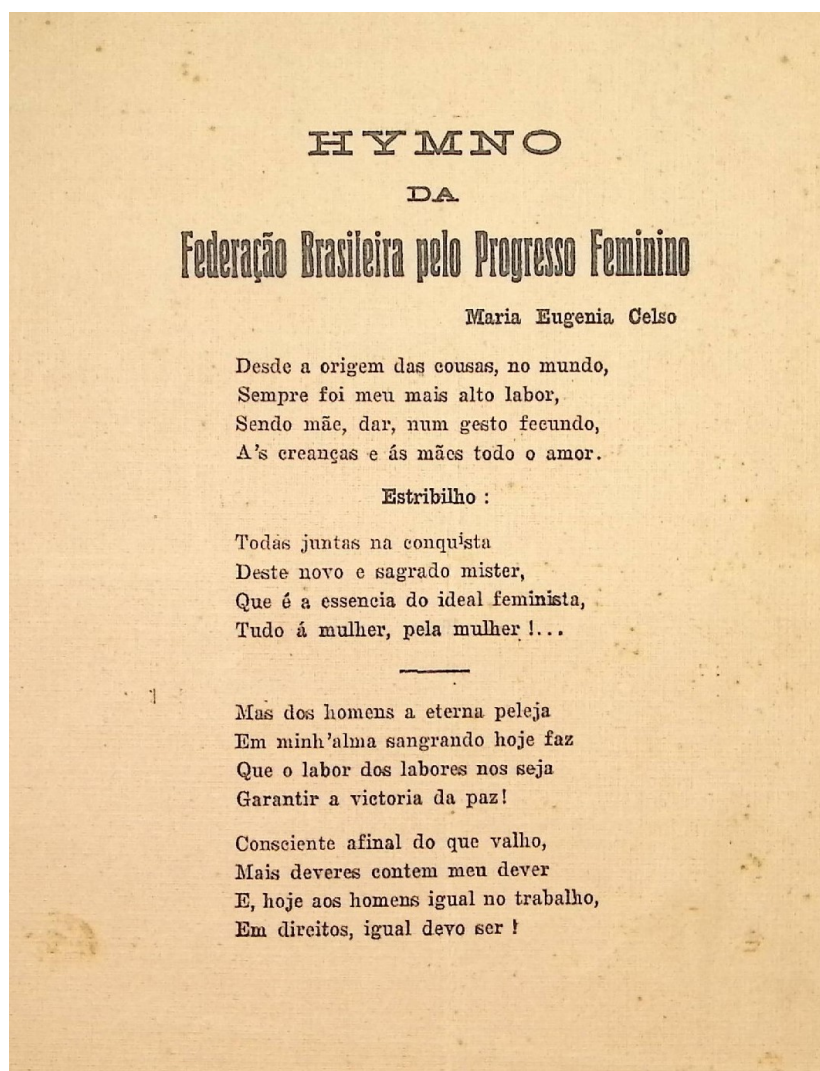 HYMNO
DA
Federação Brasileira pelo Progresso Feminino
Maria Eugenia Celso
Desde a origem das cousas, no mundo,
Sempre foi meu mais alto labor,
Sendo mãe, dar, num gesto fecundo,
A's creanças e ás mães todo o amor.
Estribilho :
Todas juntas na conquista
Deste novo e sagrado mister,
Que é a essencia do ideal feminista,
Tudo á mulher, pela mulher !...
Mas dos homens a eterna peleja
Em minh'alma sangrando hoje faz
Que o labor dos labores nos seja
Garantir a victoria da paz!
Consciente afinal do que valho,
Mais deveres contem meu dever
E, hoje aos homens igual no trabalho,
Em direitos, igual devo ser !